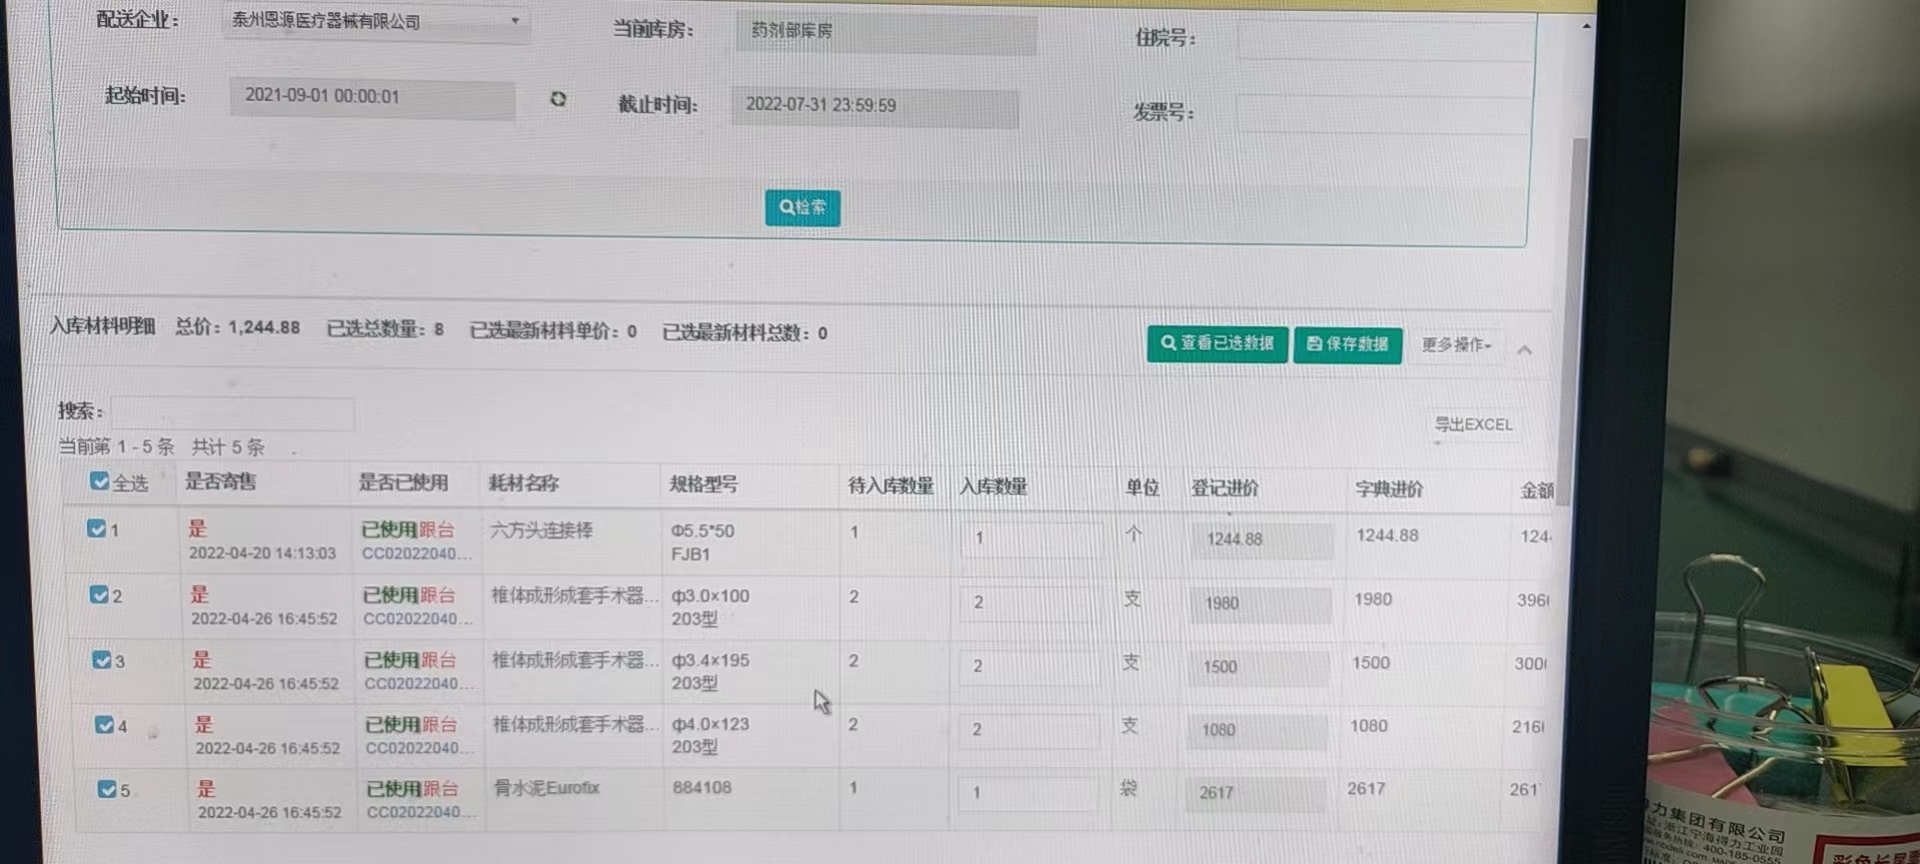 配送企业： 泰州恩源医疗器械有限公司 当前库房： 药剂部库房 住院号：
起始时间： 2021-09-01 00:00:01 截止时间： 2022-07-31 23:59:59 发票号：
检索
入库材料明细 总价：1,244.88 已选总数量：8 已选最新材料单价：0 已选最新材料总数：0 查看已选数据 保存数据 更多操作
搜索： 导出EXCEL
当前第 1 - 5 条 共计 5 条
全选 是否寄售 是否已使用 耗材名称 规格型号 待入库数量 入库数量 单位 登记进价 字典进价 金额
1 是 已使用跟台 六方头连接棒 Φ5.5*50 1 1 个 1244.88 1244.88 124
2022-04-20 14:13:03 CC02022040... FJB1
2 是 已使用跟台 椎体成形成套手术器... ф3.0×100 2 2 支 1980 1980 396
2022-04-26 16:45:52 CC02022040... 203型
3 是 已使用跟台 椎体成形成套手术器... ф3.4×195 2 2 支 1500 1500 300
2022-04-26 16:45:52 CC02022040... 203型
4 是 已使用跟台 椎体成形成套手术器... ф4.0×123 2 2 支 1080 1080 216
2022-04-26 16:45:52 CC02022040... 203型
5 是 已使用跟台 骨水泥Eurofix 884108 1 1 袋 2617 2617 261
2022-04-26 16:45:52 CC02022040...
力集团有限公司
浙江宁海得力工业园
400-185-0555